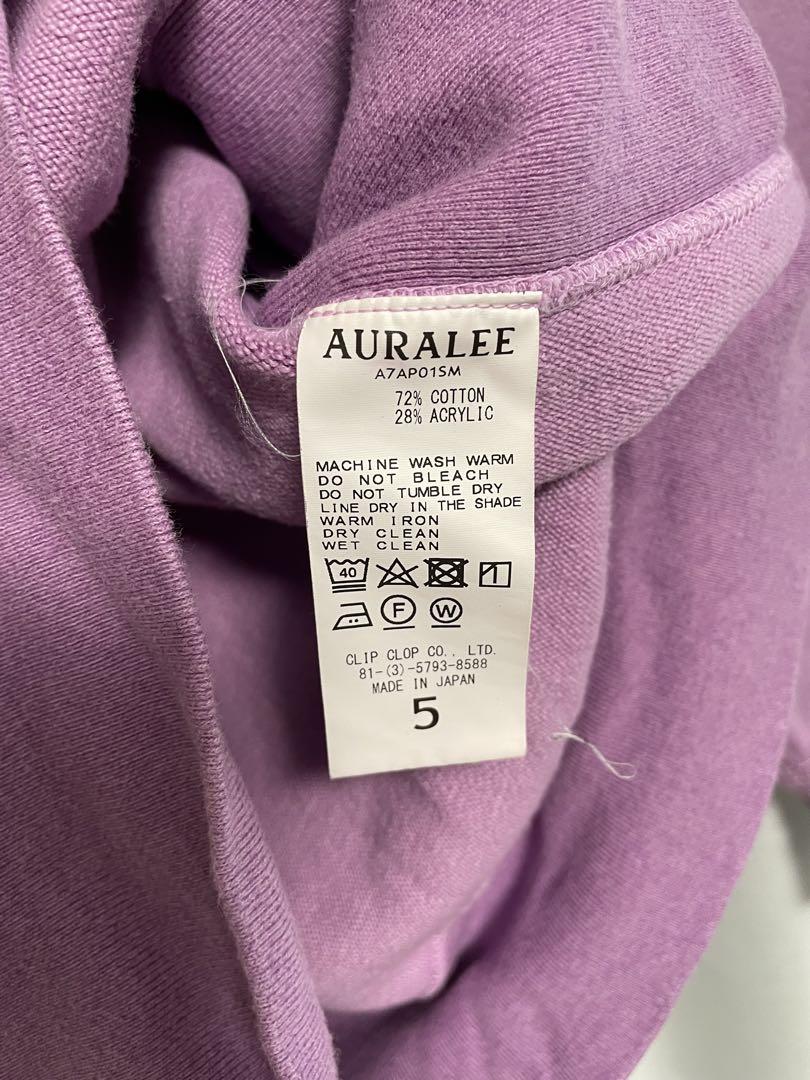 AURALEE
A7AP01SM
72% COTTON
28% ACRYLIC
MACHINE WASH WARM
DO NOT BLEACH
DO NOT TUMBLE DRY
LINE DRY IN THE SHADE
WARM IRON
DRY CLEAN
WET CLEAN
40
F W
CLIP CLOP CO., LTD.
81-(3)-5793-8588
MADE IN JAPAN
5